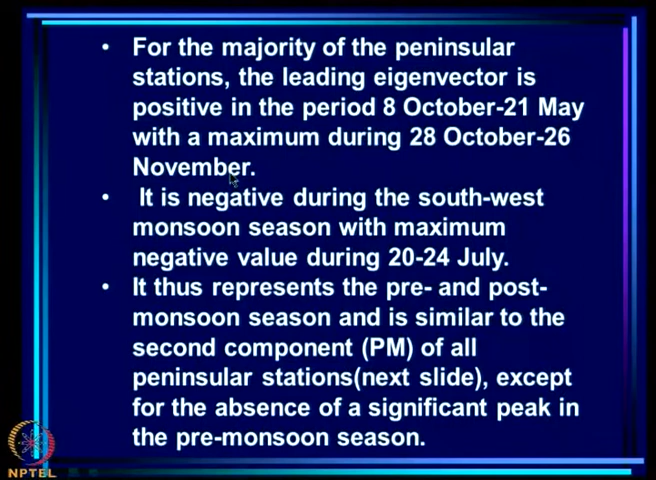 • For the majority of the peninsular
stations, the leading eigenvector is
positive in the period 8 October-21 May
with a maximum during 28 October-26
November.
• It is negative during the south-west
monsoon season with maximum
negative value during 20-24 July.
• It thus represents the pre- and post-
monsoon season and is similar to the
second component (PM) of all
peninsular stations(next slide), except
for the absence of a significant peak in
the pre-monsoon season.
NPTEL